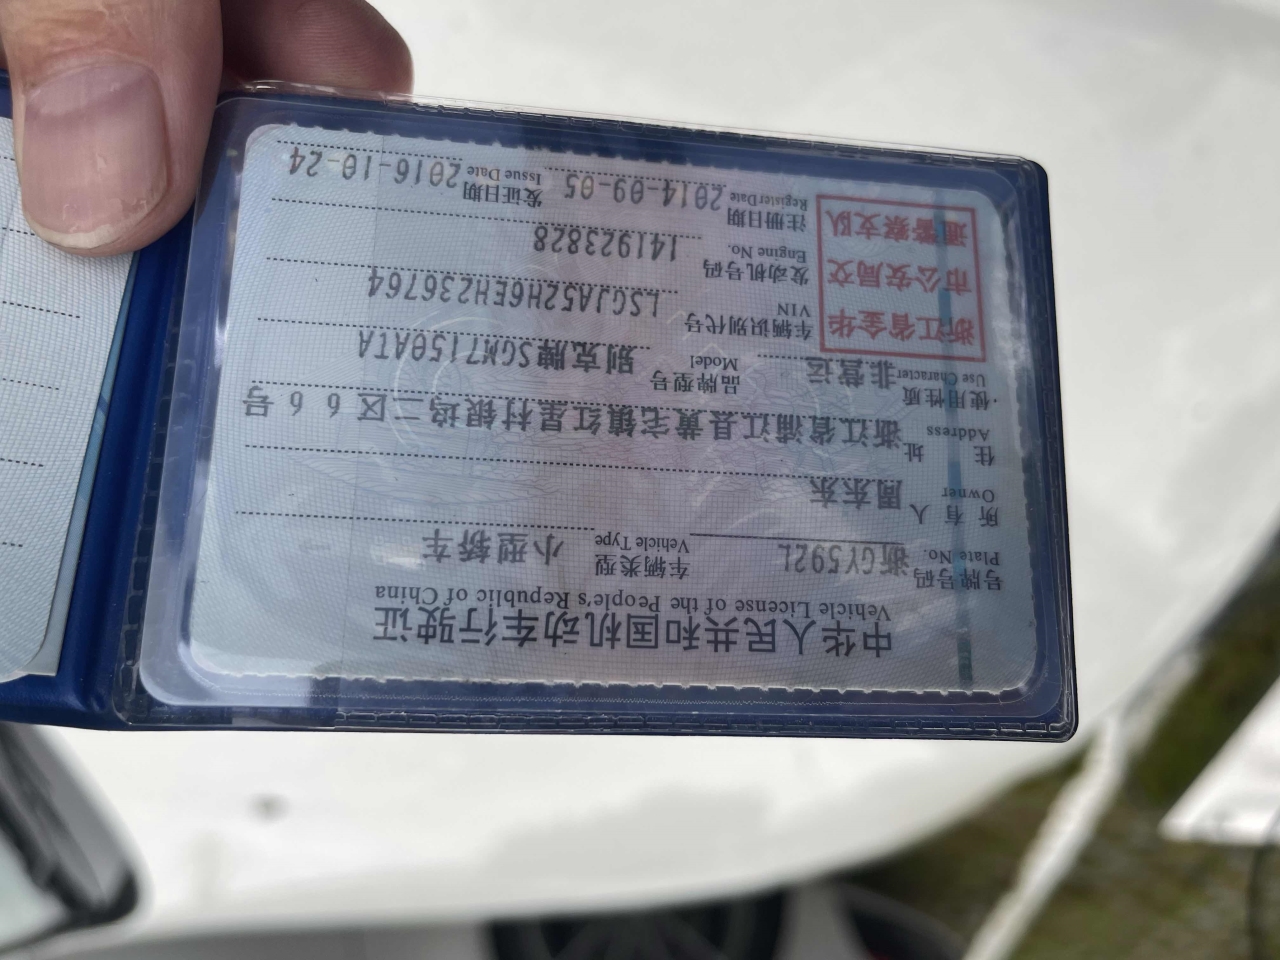 中华人民共和国机动车行驶证
Vehicle License of the People's Republic of China
号牌号码 Plate No. 浙GY592L 车辆类型 Vehicle Type 小型轿车
所有人 Owner 周东东
住址 Address 浙江省浦江县黄宅镇红星村银坞二区66号
使用性质 Use Character 非营运 品牌型号 Model 别克牌SGM7150ATA
浙江省金华 车辆识别代号 VIN LSGJA52H6EH236764
市公安局交 发动机号码 Engine No. 141923828
通警察支队 注册日期 Register Date 2014-09-05 发证日期 Issue Date 2016-10-24